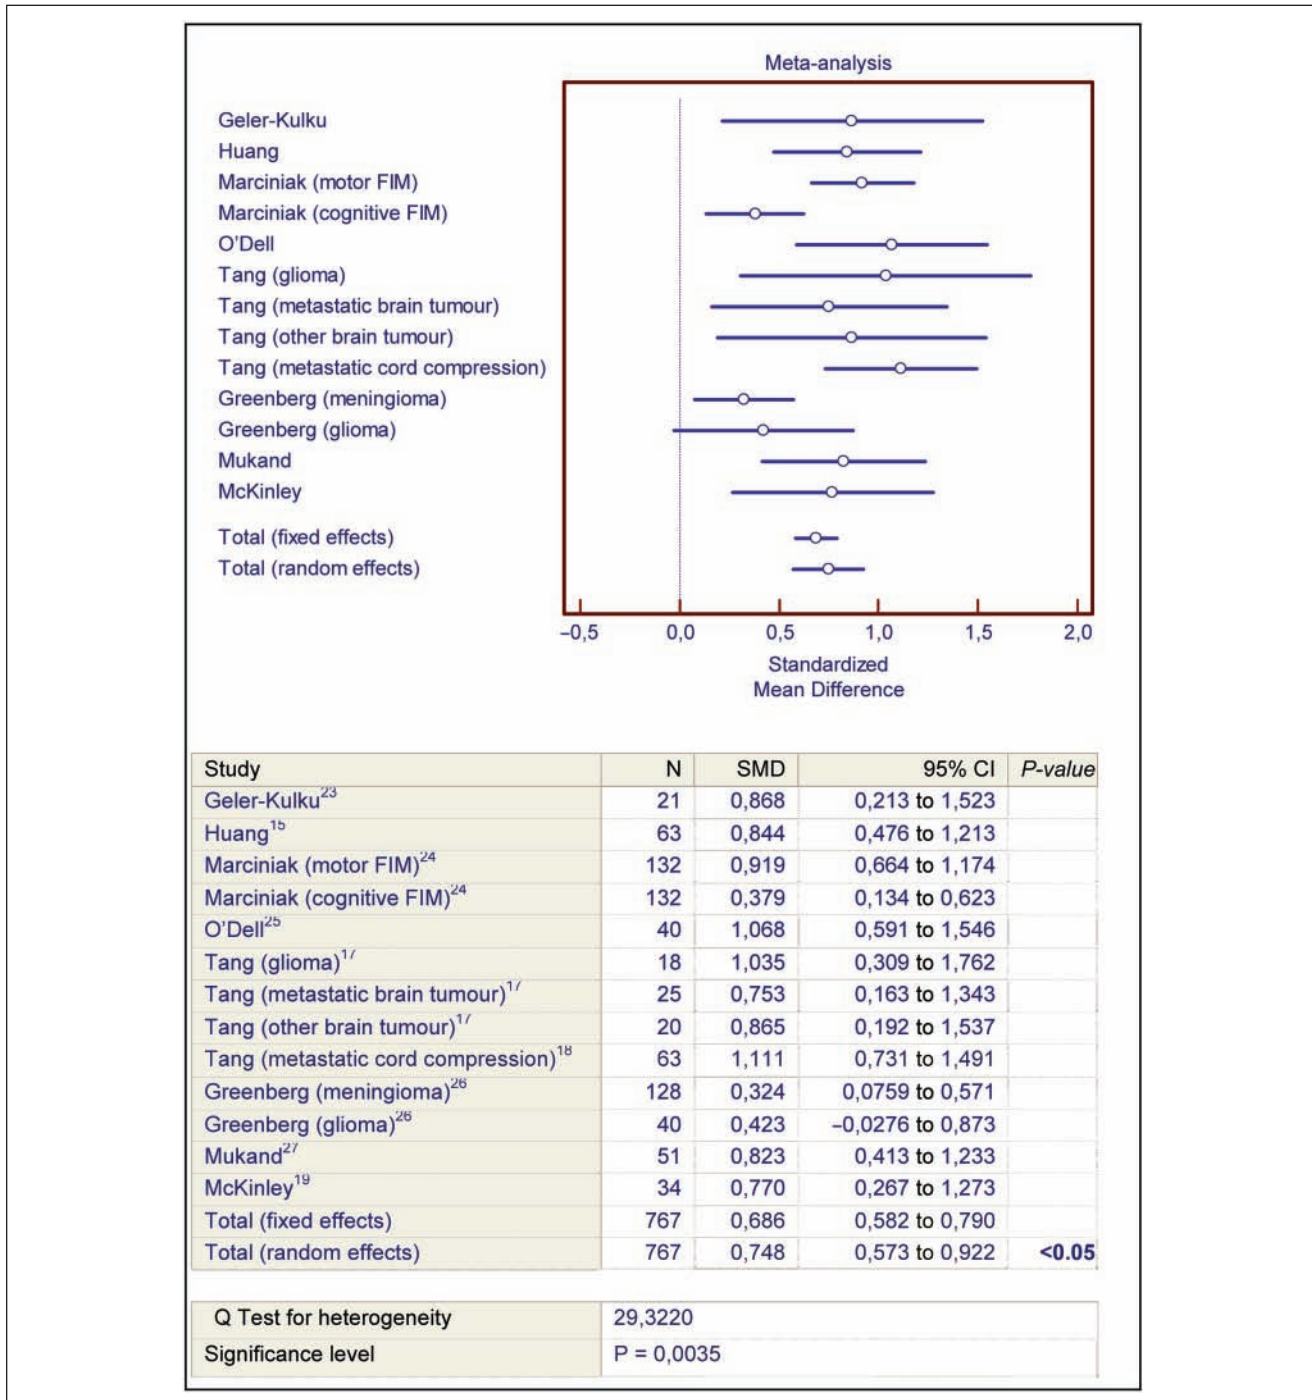 Meta-analysis
Geler-Kulku
Huang
Marciniak (motor FIM)
Marciniak (cognitive FIM)
O'Dell
Tang (glioma)
Tang (metastatic brain tumour)
Tang (other brain tumour)
Tang (metastatic cord compression)
Greenberg (meningioma)
Greenberg (glioma)
Mukand
McKinley
Total (fixed effects)
Total (random effects)
–0,5 0,0 0,5 1,0 1,5 2,0
Standardized
Mean Difference
Study N SMD 95% CI P-value
Geler-Kulku23 21 0,868 0,213 to 1,523
Huang15 63 0,844 0,476 to 1,213
Marciniak (motor FIM)24 132 0,919 0,664 to 1,174
Marciniak (cognitive FIM)24 132 0,379 0,134 to 0,623
O'Dell25 40 1,068 0,591 to 1,546
Tang (glioma)17 18 1,035 0,309 to 1,762
Tang (metastatic brain tumour)17 25 0,753 0,163 to 1,343
Tang (other brain tumour)17 20 0,865 0,192 to 1,537
Tang (metastatic cord compression)18 63 1,111 0,731 to 1,491
Greenberg (meningioma)26 128 0,324 0,0759 to 0,571
Greenberg (glioma)26 40 0,423 –0,0276 to 0,873
Mukand27 51 0,823 0,413 to 1,233
McKinley19 34 0,770 0,267 to 1,273
Total (fixed effects) 767 0,686 0,582 to 0,790
Total (random effects) 767 0,748 0,573 to 0,922 <0.05
Q Test for heterogeneity 29,3220
Significance level P = 0,0035